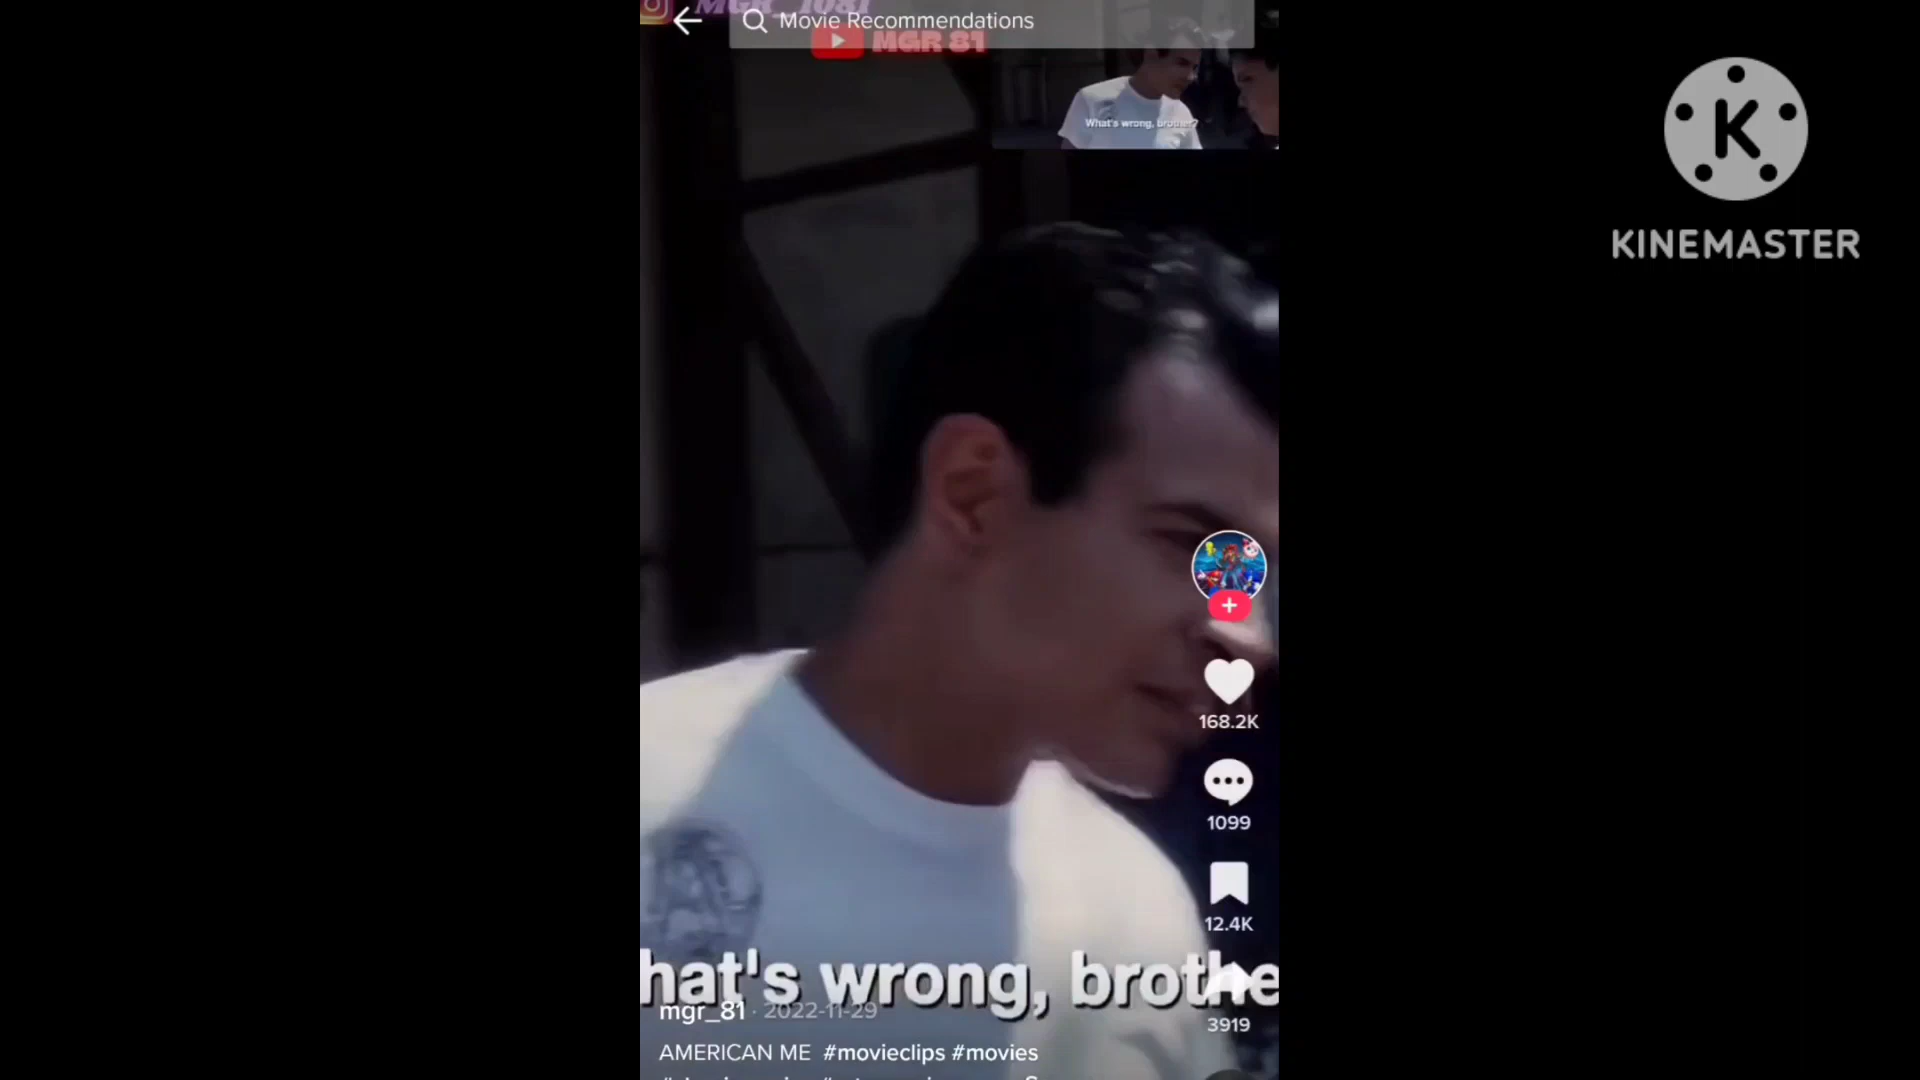 MGR_1081
Movie Recommendations
MGR 81
What's wrong, brother?
K
KINEMASTER
168.2K
1099
12.4K
hat's wrong, brothe
mgr_81 · 2022-11-29
3919
AMERICAN ME #movieclips #movies